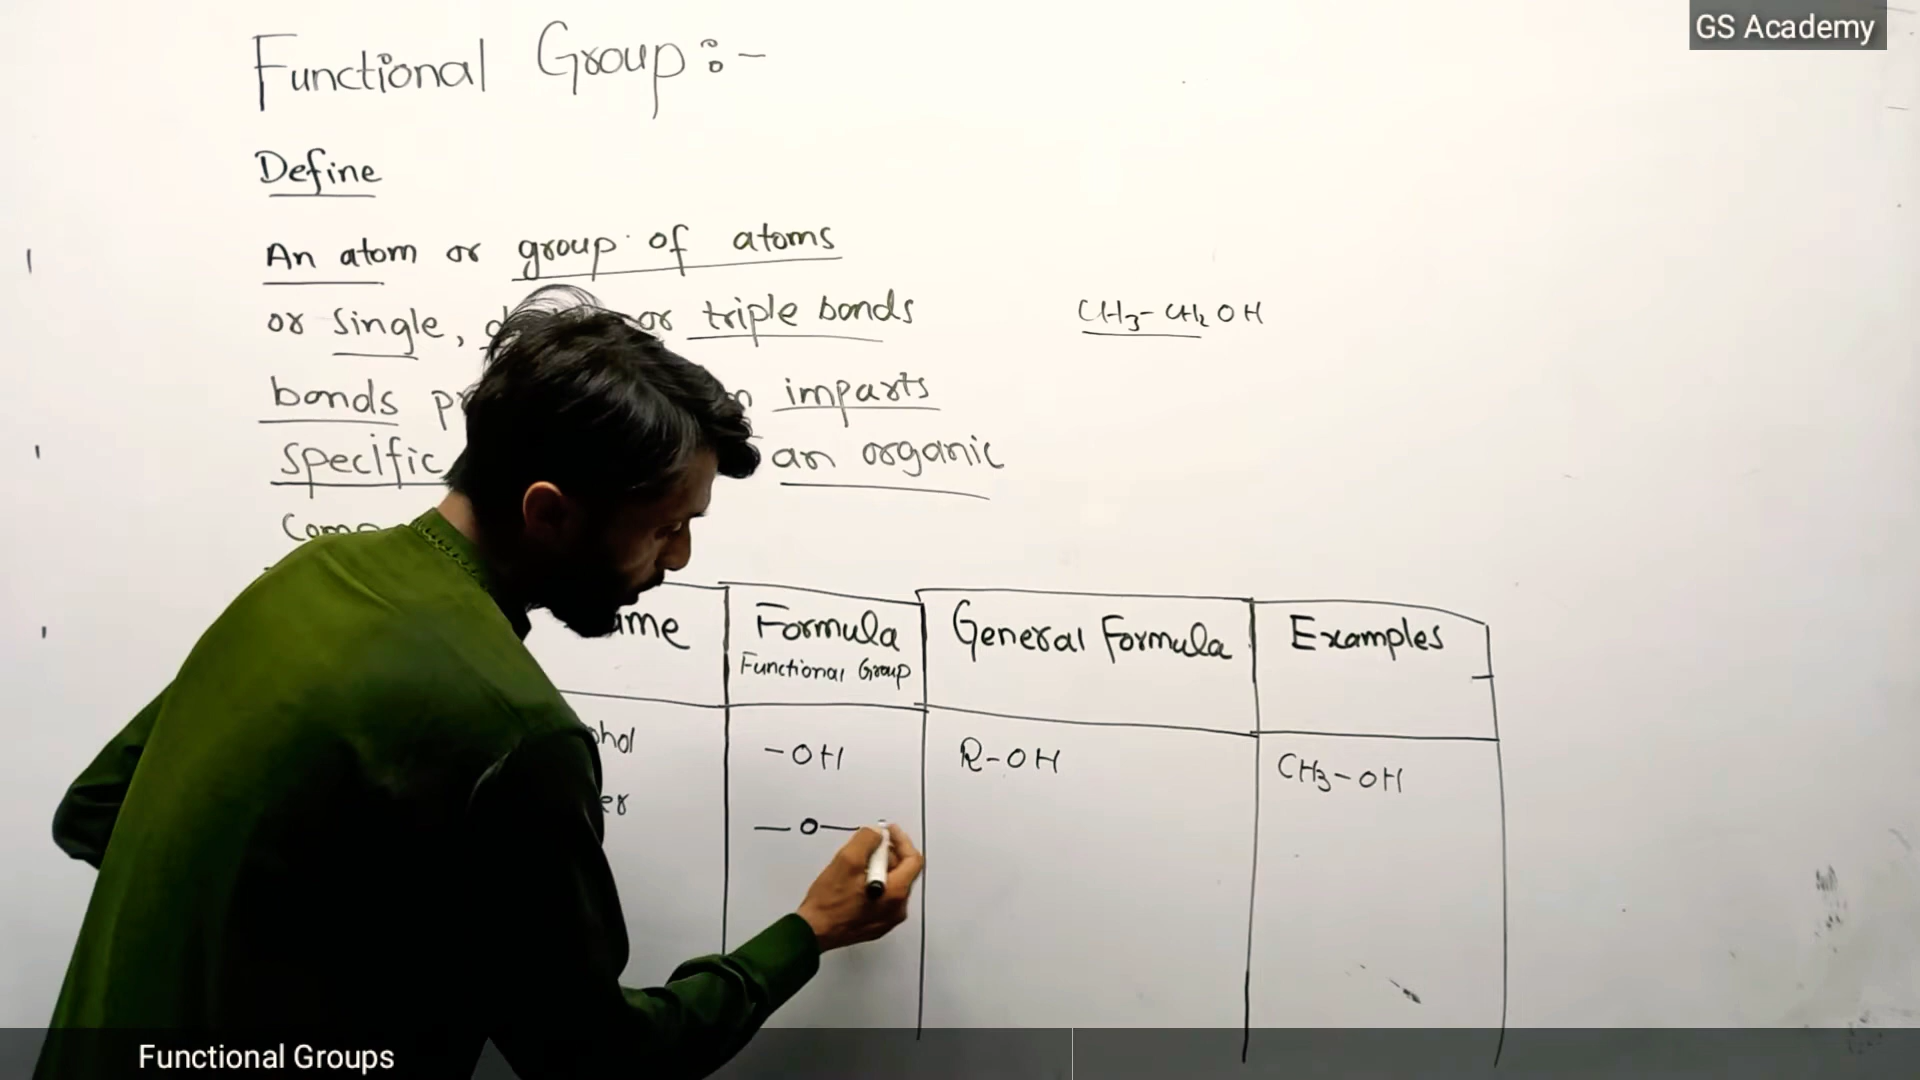 GS Academy
Functional Group:-
Define
An atom or group of atoms
or single, or triple bonds
CH3-CH2OH
bonds imparts
specific an organic
Formula General Formula Examples
Functional Group
-OH R-OH CH3-OH
-O-
Functional Groups